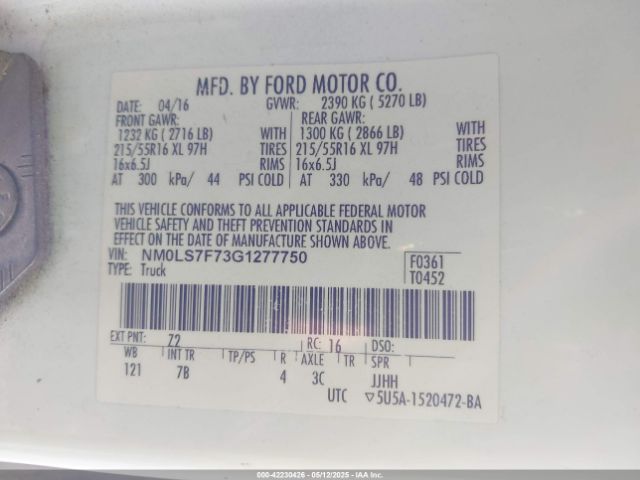 MFD. BY FORD MOTOR CO.
DATE: 04/16 GVWR: 2390 KG ( 5270 LB)
FRONT GAWR: REAR GAWR:
1232 KG ( 2716 LB) WITH 1300 KG ( 2866 LB) WITH
215/55R16 XL 97H TIRES 215/55R16 XL 97H TIRES
16x6.5J RIMS 16x6.5J RIMS
AT 300 kPa/ 44 PSI COLD AT 330 kPa/ 48 PSI COLD
THIS VEHICLE CONFORMS TO ALL APPLICABLE FEDERAL MOTOR
VEHICLE SAFETY AND THEFT PREVENTION STANDARDS IN
EFFECT ON THE DATE OF MANUFACTURE SHOWN ABOVE.
VIN: NM0LS7F73G1277750 F0361
TYPE: Truck T0452
EXT PNT: Z2 RC: 16 DSO:
WB INT TR TP/PS R AXLE TR SPR
121 7B 4 3C JJHH
UTC ▽5U5A-1520472-BA
000-42230426 - 05/12/2025 - IAAI.COM